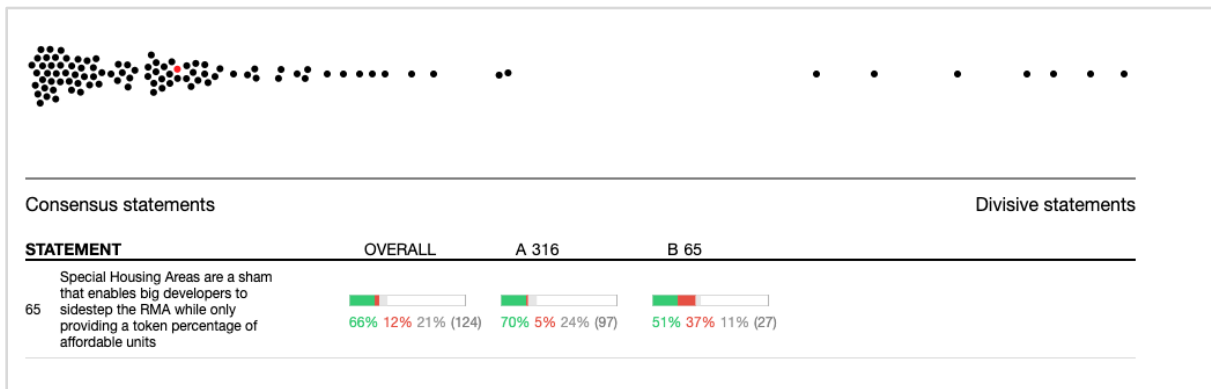 Consensus statements Divisive statements
STATEMENT OVERALL A 316 B 65
Special Housing Areas are a sham
that enables big developers to
65 sidestep the RMA while only
providing a token percentage of
affordable units
66% 12% 21% (124) 70% 5% 24% (97) 51% 37% 11% (27)